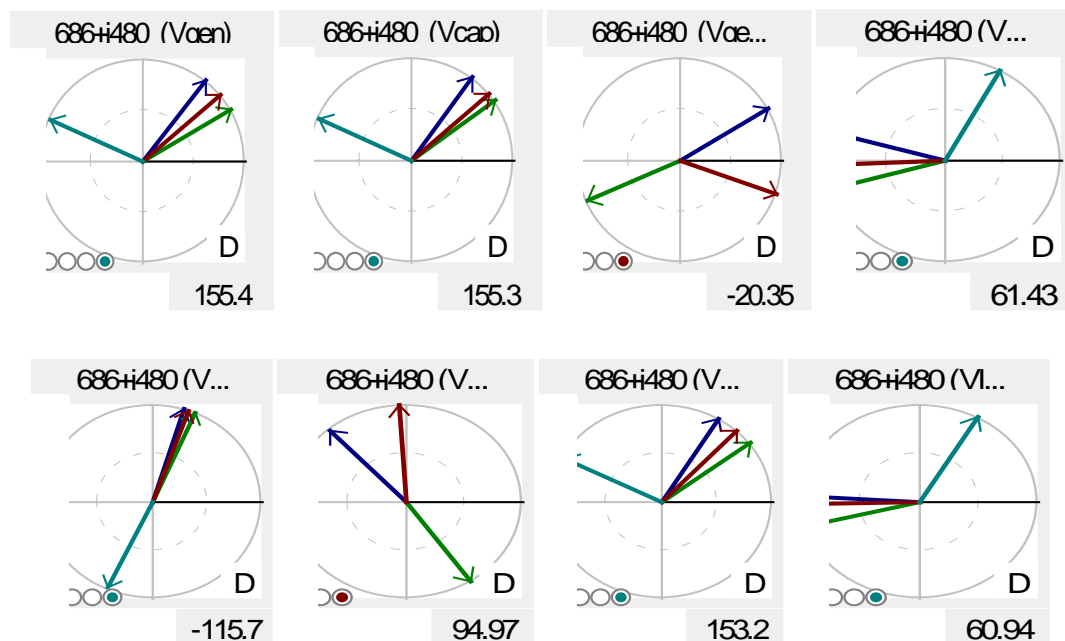 686+i480 (Vgen)
686+i480 (Vcap)
686+i480 (Vge...
686+i480 (V...
D
D
D
D
155.4
155.3
-20.35
61.43
686+i480 (V...
686+i480 (V...
686+i480 (V...
686+i480 (Vl...
D
D
D
D
-115.7
94.97
153.2
60.94